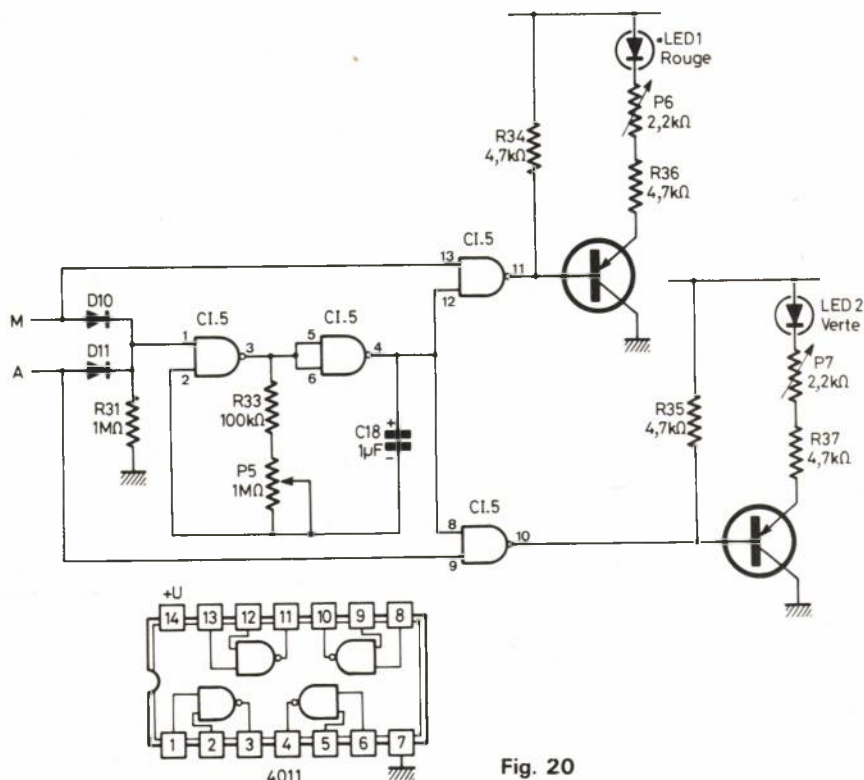 •LED1
Rouge
P6
2,2kΩ
R34
4,7kΩ
R36
4,7kΩ
CI.5
13
12
11
M
D10
A
D11
CI.5
1
2
3
CI.5
5
6
4
R31
1MΩ
R33
100kΩ
P5
1MΩ
C18
1µF
+
-
LED2
Verte
P7
2,2kΩ
R35
4,7kΩ
R37
4,7kΩ
CI.5
8
9
10
+U
14 13 12 11 10 9 8
1 2 3 4 5 6 7
4011
Fig. 20